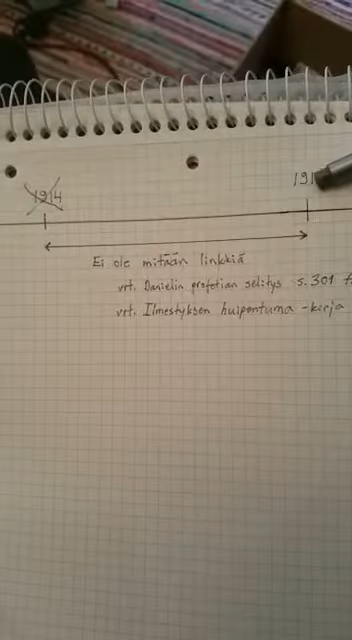 1914
191
Ei ole mitään linkkiä
vrt. Danielin profetian selitys s. 301
vrt. Ilmestyksen huipentuma -kirja